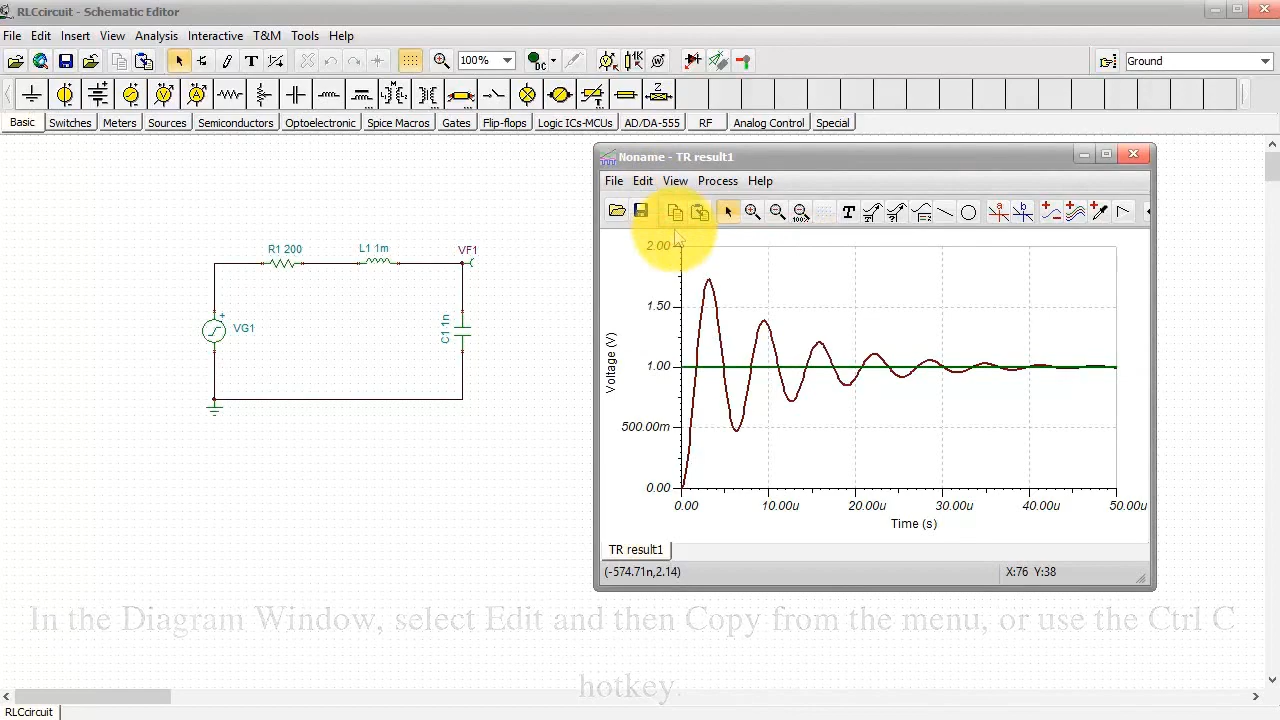 RLCcircuit - Schematic Editor
File Edit Insert View Analysis Interactive T&M Tools Help
100% DC Ground
Basic Switches Meters Sources Semiconductors Optoelectronic Spice Macros Gates Flip-flops Logic ICs-MCUs AD/DA-555 RF Analog Control Special
Noname - TR result1
File Edit View Process Help
R1 200
L1 1m
VF1
VG1
C1 1n
2.00
1.50
1.00
500.00m
0.00
Voltage (V)
0.00 10.00u 20.00u 30.00u 40.00u 50.00u
Time (s)
TR result1
(-574.71n,2.14) X:76 Y:38
In the Diagram Window, select Edit and then Copy from the menu, or use the Ctrl C
hotkey.
RLCcircuit